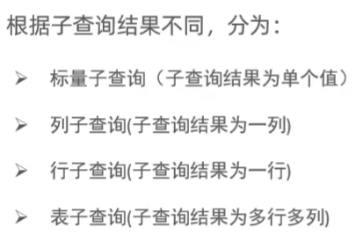 根据子查询结果不同，分为：
➢ 标量子查询（子查询结果为单个值）
➢ 列子查询(子查询结果为一列)
➢ 行子查询(子查询结果为一行)
➢ 表子查询(子查询结果为多行多列)